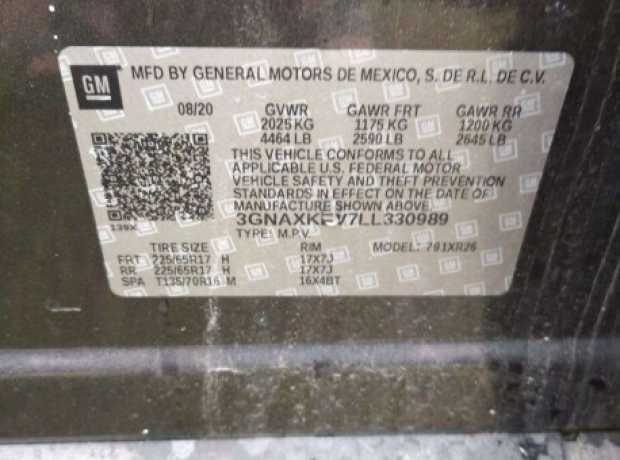 GM
MFD BY GENERAL MOTORS DE MEXICO, S. DE R.L. DE C.V.
08/20 GVWR GAWR FRT GAWR RR
2025 KG 1175 KG 1200 KG
4464 LB 2590 LB 2645 LB
THIS VEHICLE CONFORMS TO ALL
APPLICABLE U.S. FEDERAL MOTOR
VEHICLE SAFETY AND THEFT PREVENTION
STANDARDS IN EFFECT ON THE DATE OF
MANUFACTURE SHOWN ABOVE.
139X 3GNAXKEV7LL330989
TYPE: M.P.V.
TIRE SIZE RIM MODEL: 791XR26
FRT 225/65R17 H 17X7J
RR 225/65R17 H 17X7J
SPA T135/70R16 M 16X4BT